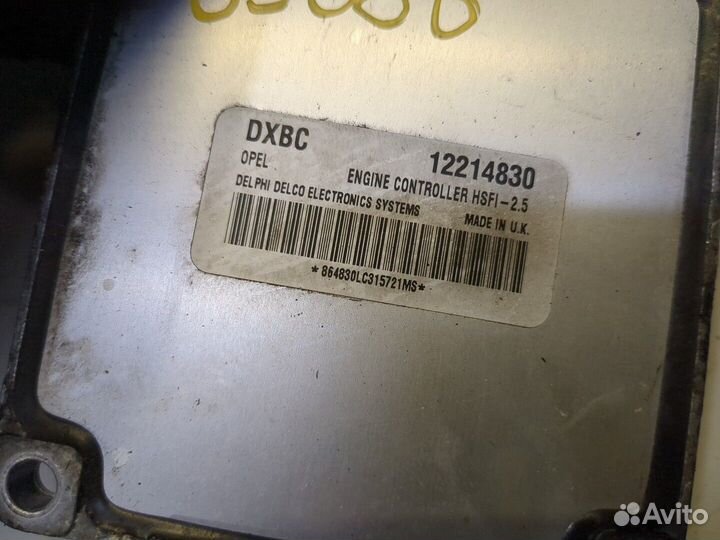 DXBC 12214830
OPEL ENGINE CONTROLLER HSFI-2.5
DELPHI DELCO ELECTRONICS SYSTEMS MADE IN U.K.
*864830LC315721MS*
Avito